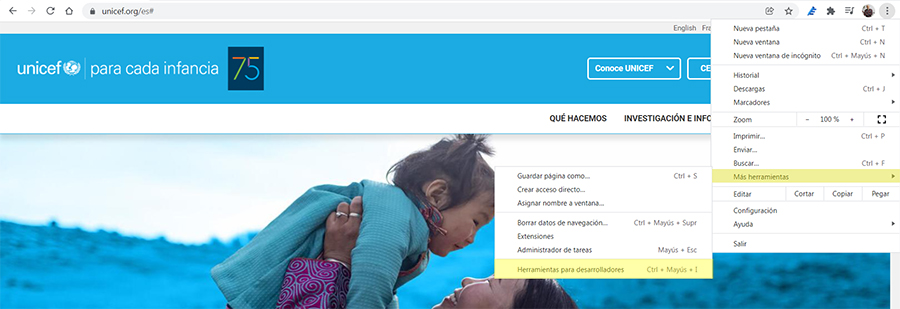 unicef.org/es#
English Fra
unicef para cada infancia 75
Conoce UNICEF CE
QUÉ HACEMOS INVESTIGACIÓN E INFO
Nueva pestaña Ctrl + T
Nueva ventana Ctrl + N
Nueva ventana de incógnito Ctrl + Mayús + N
Historial
Descargas Ctrl + J
Marcadores
Zoom − 100 % +
Imprimir... Ctrl + P
Enviar...
Buscar... Ctrl + F
Más herramientas
Editar Cortar Copiar Pegar
Configuración
Ayuda
Salir
Guardar página como... Ctrl + S
Crear acceso directo...
Asignar nombre a ventana...
Borrar datos de navegación... Ctrl + Mayús + Supr
Extensiones
Administrador de tareas Mayús + Esc
Herramientas para desarrolladores Ctrl + Mayús + I